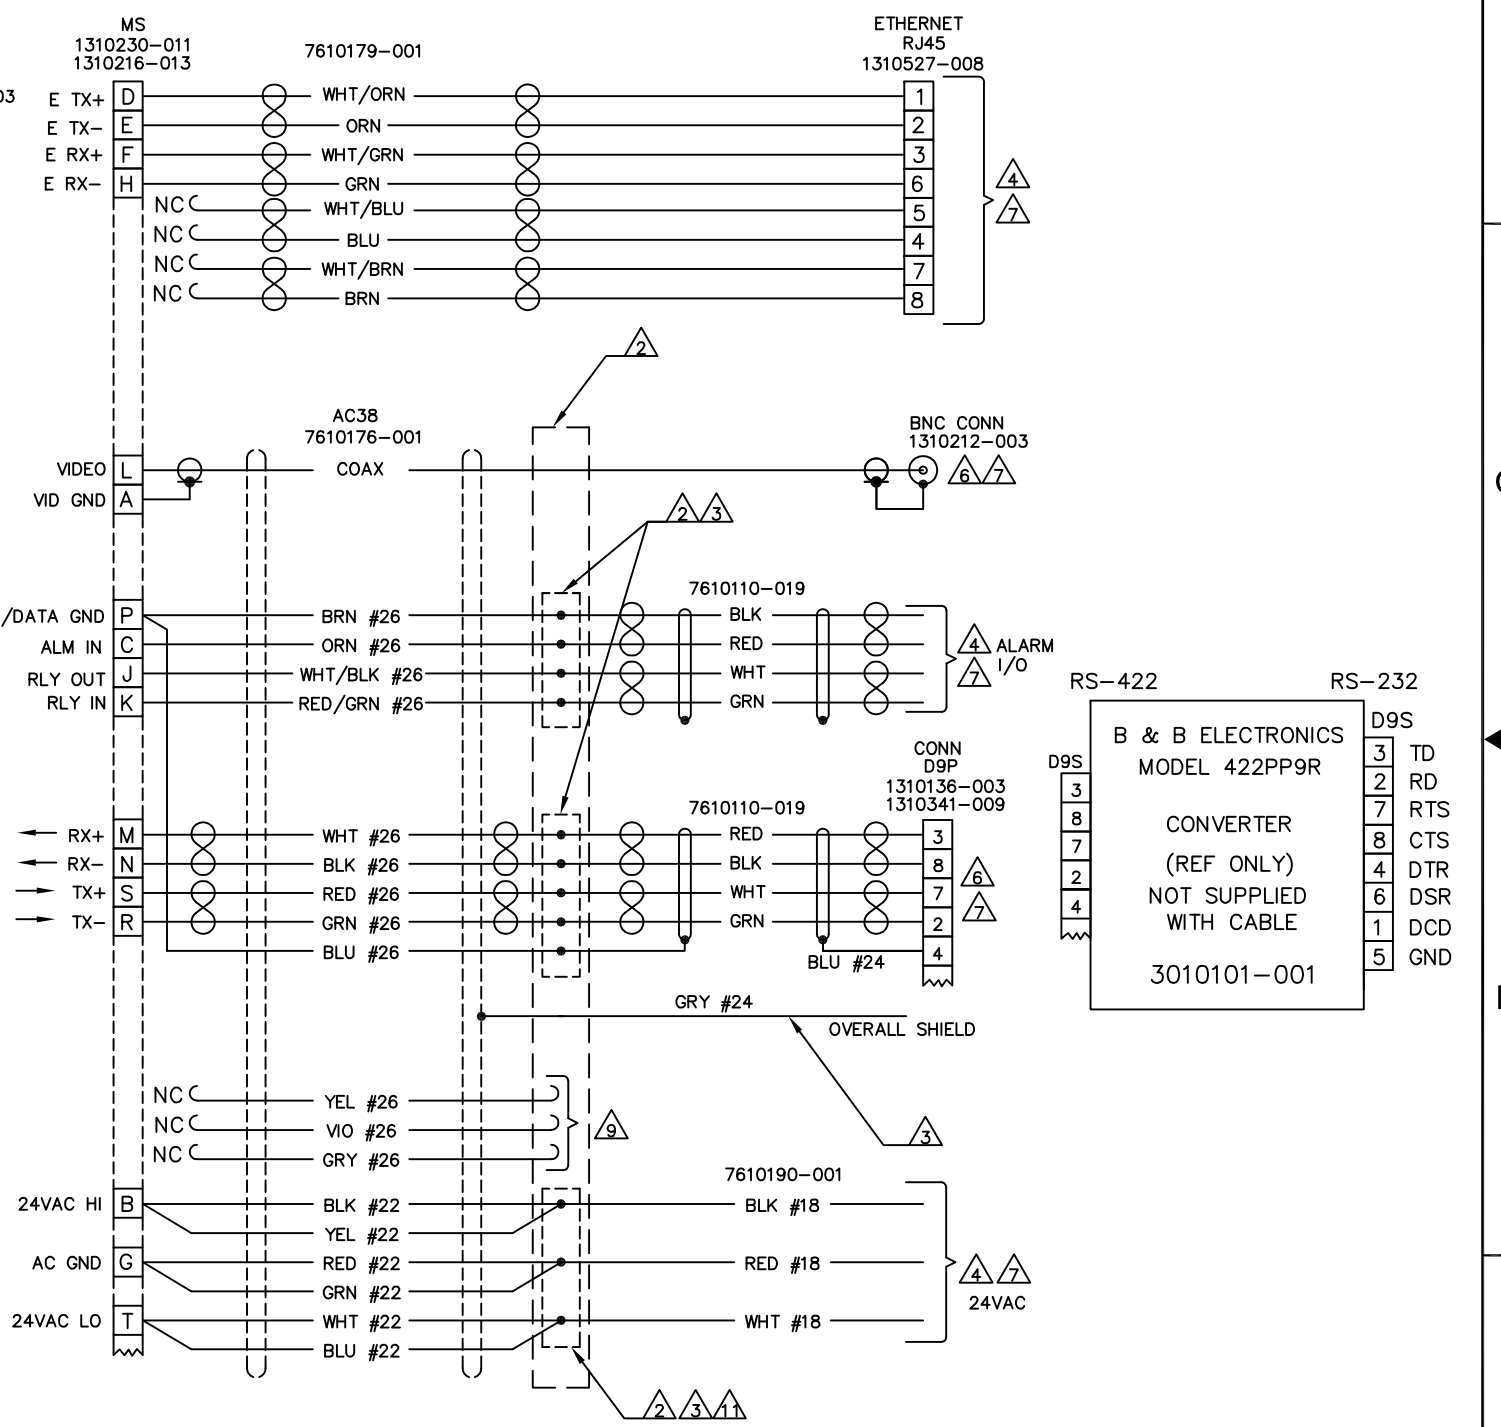 MS
1310230-011
1310216-013
7610179-001
ETHERNET
RJ45
1310527-008
03
E TX+ D WHT/ORN 1
E TX- E ORN 2
E RX+ F WHT/GRN 3
E RX- H GRN 6
NC WHT/BLU 5
NC BLU 4
NC WHT/BRN 7
NC BRN 8
4
7
2
AC38
7610176-001
BNC CONN
1310212-003
VIDEO L COAX
6 7
VID GND A
2 3
7610110-019
/DATA GND P BRN #26 BLK
ALM IN C ORN #26 RED
RLY OUT J WHT/BLK #26 WHT
RLY IN K RED/GRN #26 GRN
4 ALARM
7 I/O
CONN
D9P
1310136-003
1310341-009
7610110-019
RX+ M WHT #26 RED 3
RX- N BLK #26 BLK 8
TX+ S RED #26 WHT 7
TX- R GRN #26 GRN 2
BLU #26 BLU #24 4
6
7
RS-422 RS-232
D9S D9S
B & B ELECTRONICS
MODEL 422PP9R
CONVERTER
(REF ONLY)
NOT SUPPLIED
WITH CABLE
3010101-001
3
8
7
2
4
3 TD
2 RD
7 RTS
8 CTS
4 DTR
6 DSR
1 DCD
5 GND
GRY #24
OVERALL SHIELD
3
NC YEL #26
NC VIO #26
NC GRY #26
9
7610190-001
24VAC HI B BLK #22 BLK #18
YEL #22
AC GND G RED #22 RED #18
GRN #22
24VAC LO T WHT #22 WHT #18
BLU #22
4 7
24VAC
2 3 11